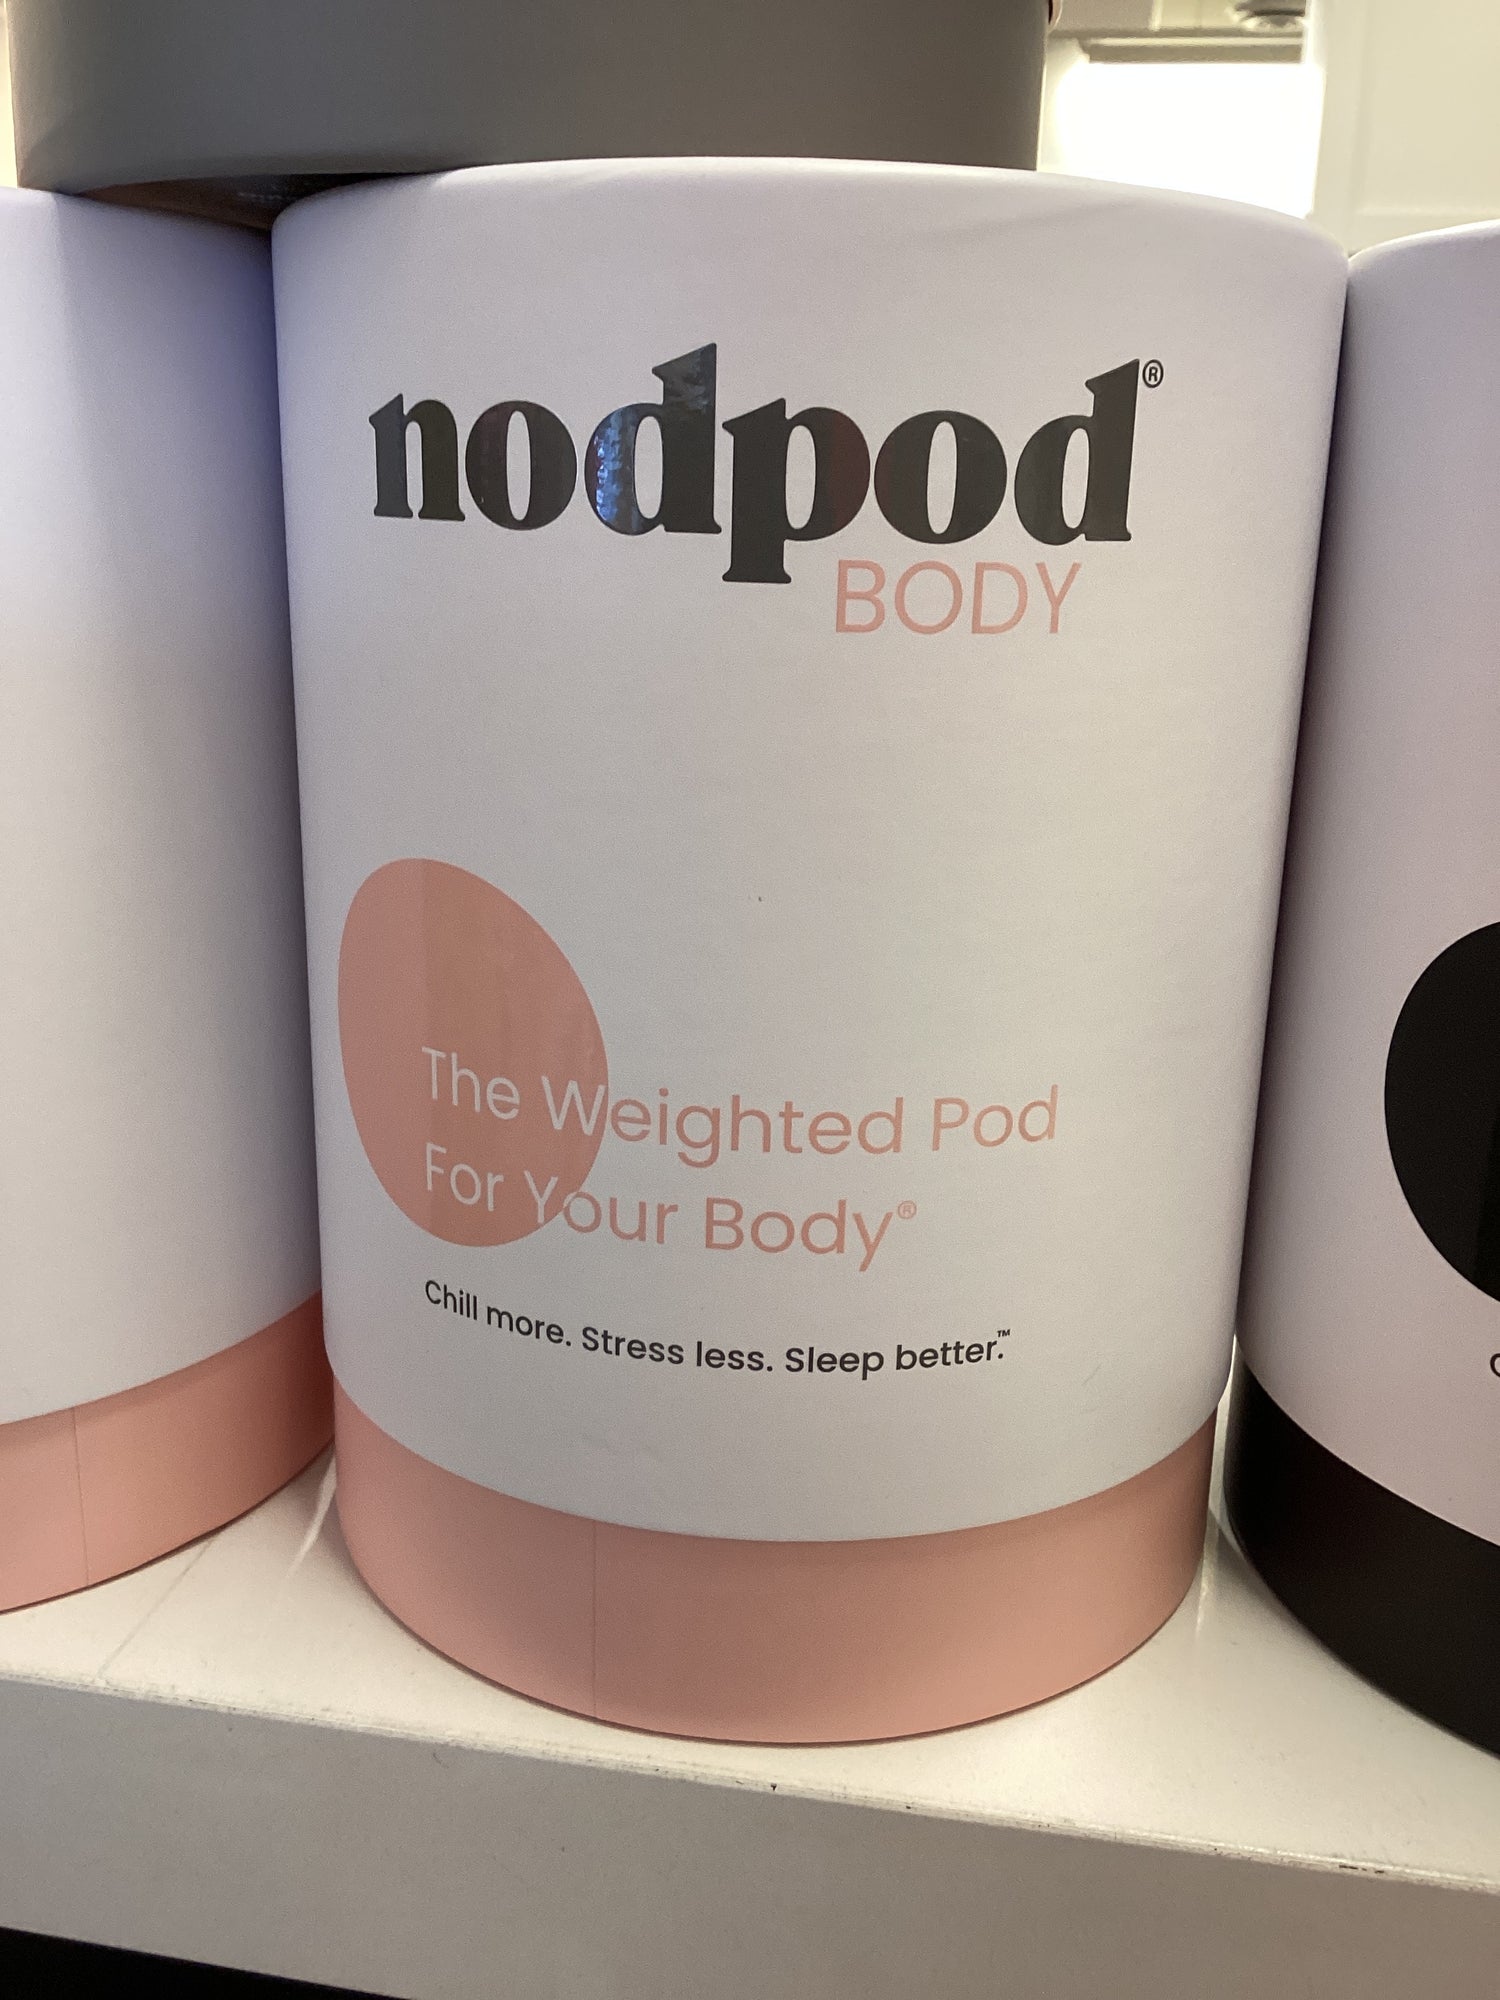 nodpod®
BODY
The Weighted Pod
For Your Body®
Chill more. Stress less. Sleep better.™